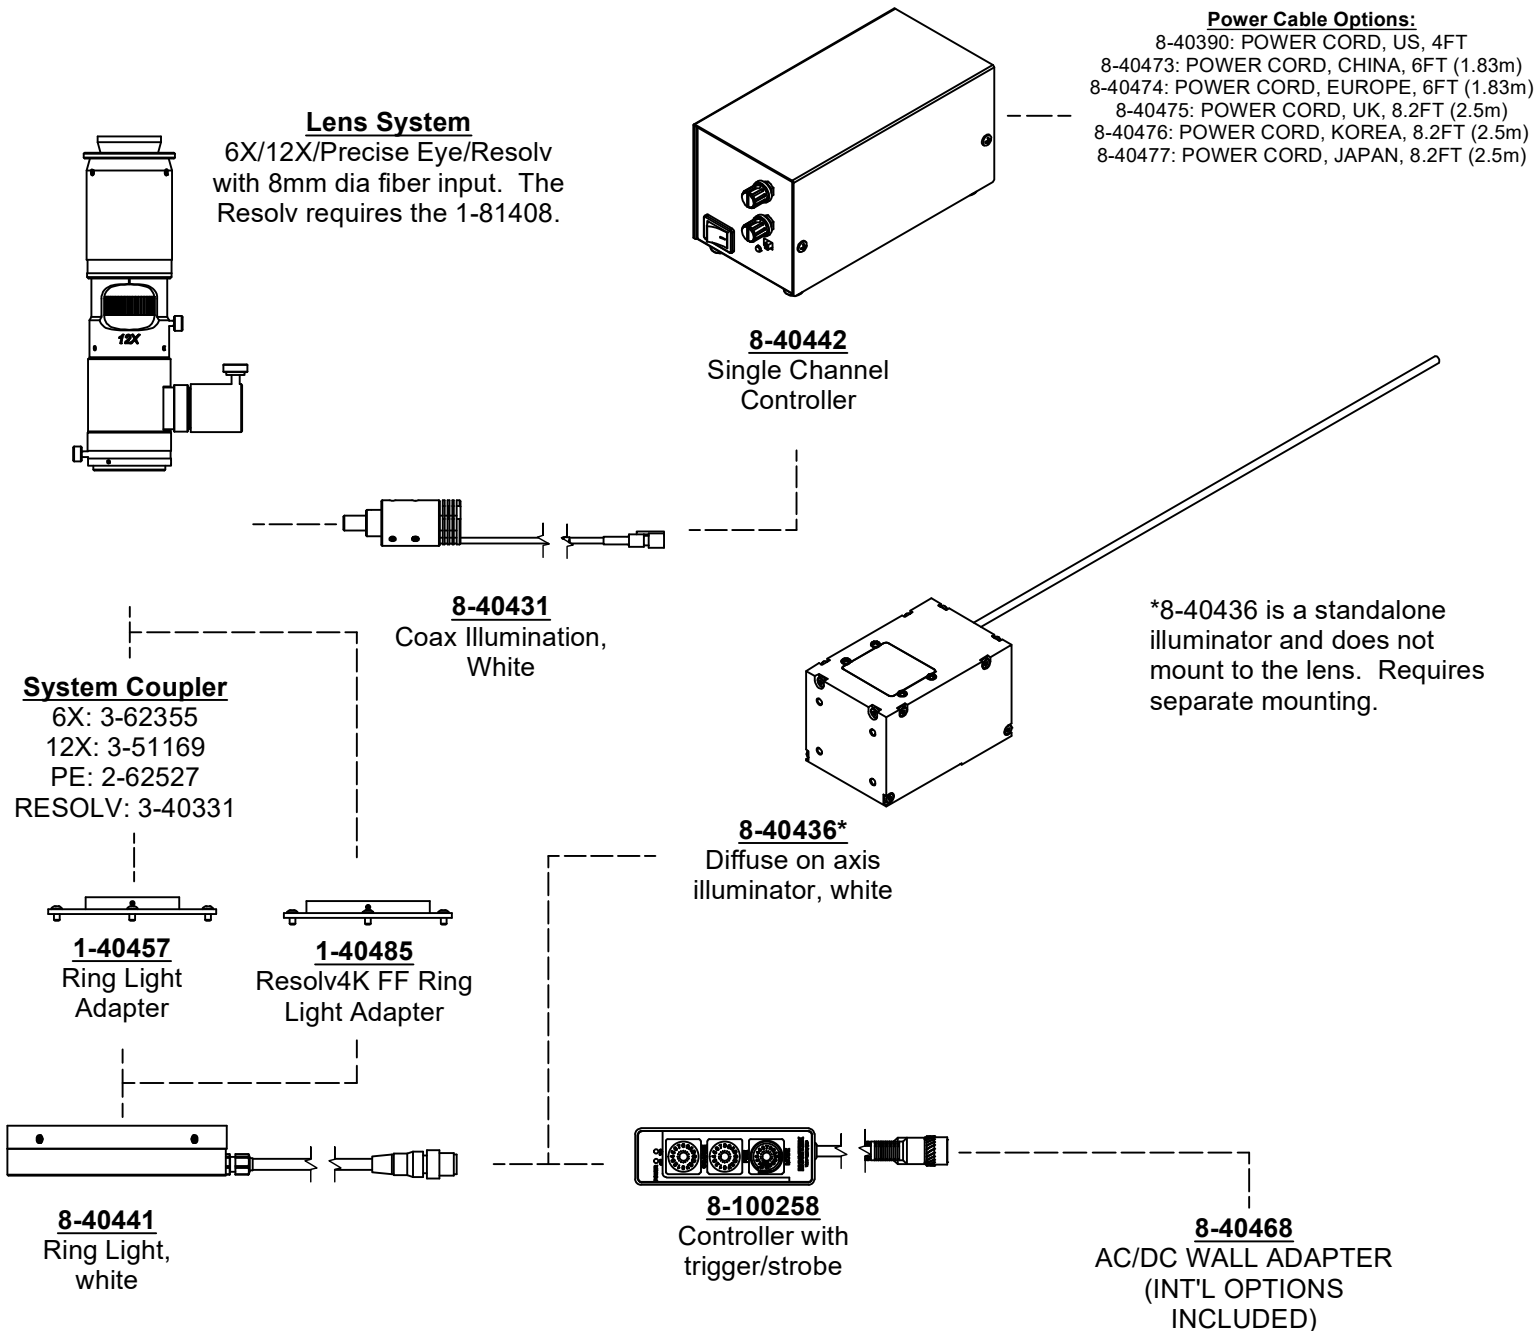 Power Cable Options:
8-40390: POWER CORD, US, 4FT
8-40473: POWER CORD, CHINA, 6FT (1.83m)
8-40474: POWER CORD, EUROPE, 6FT (1.83m)
8-40475: POWER CORD, UK, 8.2FT (2.5m)
8-40476: POWER CORD, KOREA, 8.2FT (2.5m)
8-40477: POWER CORD, JAPAN, 8.2FT (2.5m)
Lens System
6X/12X/Precise Eye/Resolv
with 8mm dia fiber input. The
Resolv requires the 1-81408.
12X
8-40442
Single Channel
Controller
8-40431
Coax Illumination,
White
*8-40436 is a standalone
illuminator and does not
mount to the lens. Requires
separate mounting.
System Coupler
6X: 3-62355
12X: 3-51169
PE: 2-62527
RESOLV: 3-40331
8-40436*
Diffuse on axis
illuminator, white
1-40457
Ring Light
Adapter
1-40485
Resolv4K FF Ring
Light Adapter
8-40441
Ring Light,
white
8-100258
Controller with
trigger/strobe
8-40468
AC/DC WALL ADAPTER
(INT'L OPTIONS
INCLUDED)